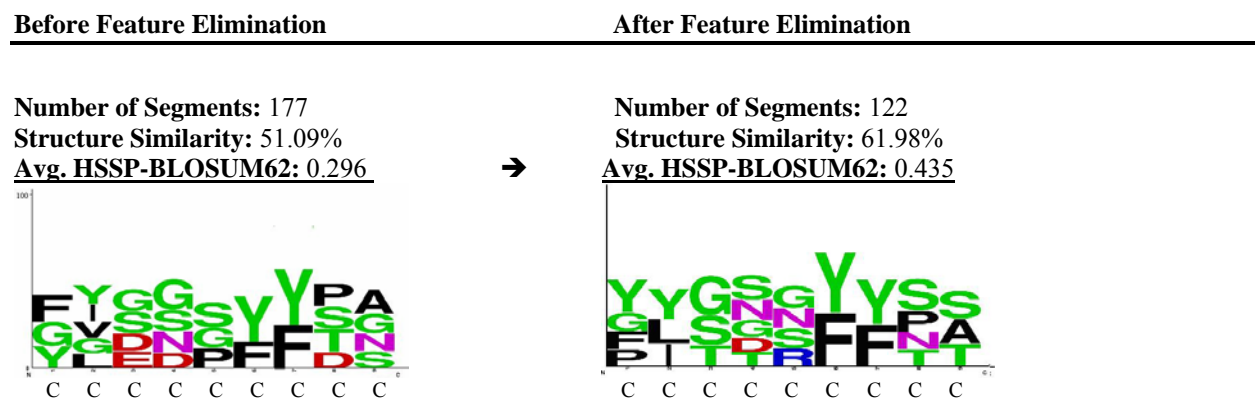 Before Feature Elimination After Feature Elimination
Number of Segments: 177 Number of Segments: 122
Structure Similarity: 51.09% Structure Similarity: 61.98%
Avg. HSSP-BLOSUM62: 0.296 ➔ Avg. HSSP-BLOSUM62: 0.435
100
F Y G G S Y Y P A
G I S S G F F S G
Y V D N P T N
G E D D S
L
Y Y G S G Y Y S S
G L S N N F F P A
P I T G S N T
D R T
T
C C C C C C C C C C C C C C C C C C